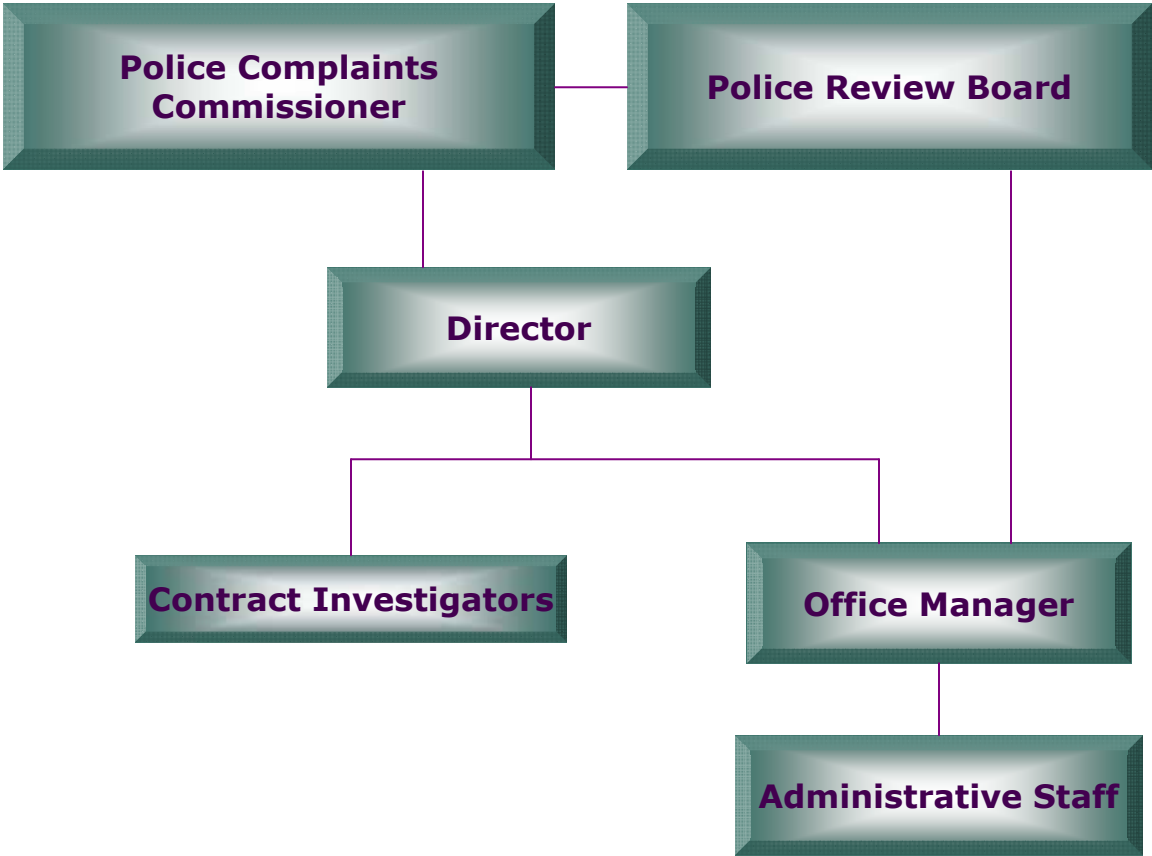 Police Complaints
Commissioner
Police Review Board
Director
Contract Investigators
Office Manager
Administrative Staff